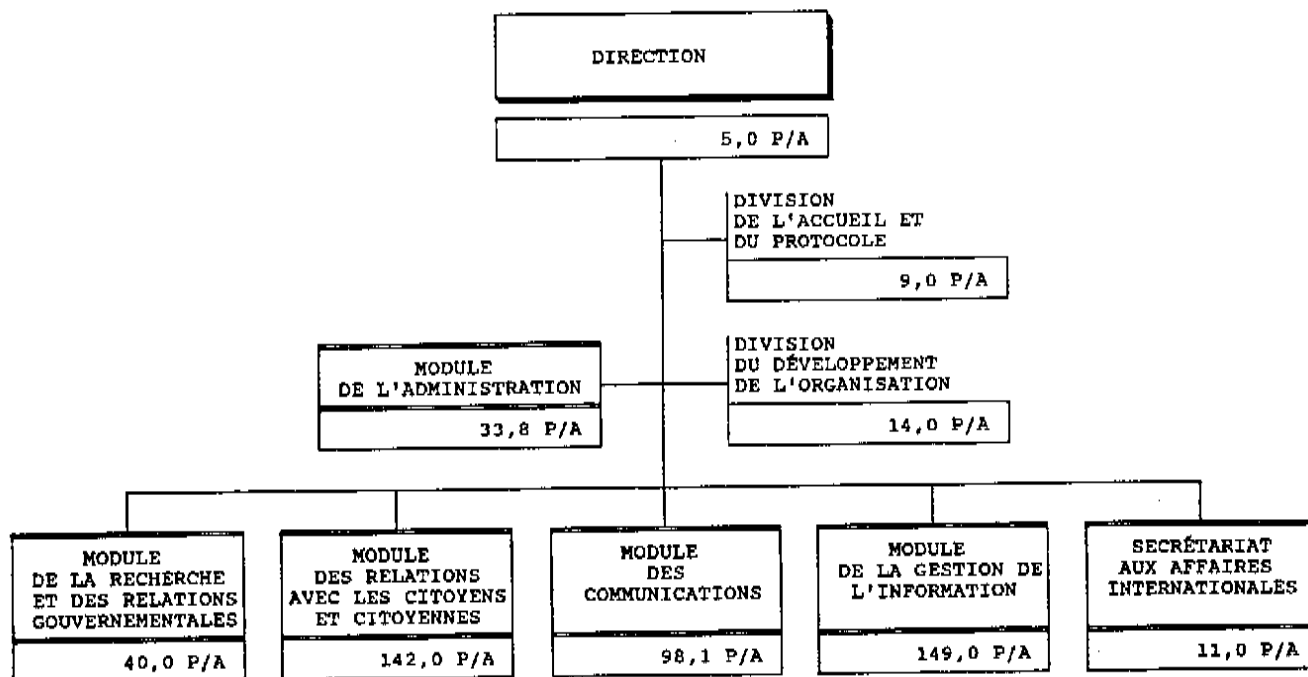 DIRECTION
5,0 P/A
DIVISION
DE L'ACCUEIL ET
DU PROTOCOLE
9,0 P/A
MODULE
DE L'ADMINISTRATION
33,8 P/A
DIVISION
DU DÉVELOPPEMENT
DE L'ORGANISATION
14,0 P/A
MODULE
DE LA RECHERCHE
ET DES RELATIONS
GOUVERNEMENTALES
40,0 P/A
MODULE
DES RELATIONS
AVEC LES CITOYENS
ET CITOYENNES
142,0 P/A
MODULE
DES
COMMUNICATIONS
98,1 P/A
MODULE
DE LA GESTION DE
L'INFORMATION
149,0 P/A
SECRÉTARIAT
AUX AFFAIRES
INTERNATIONALES
11,0 P/A